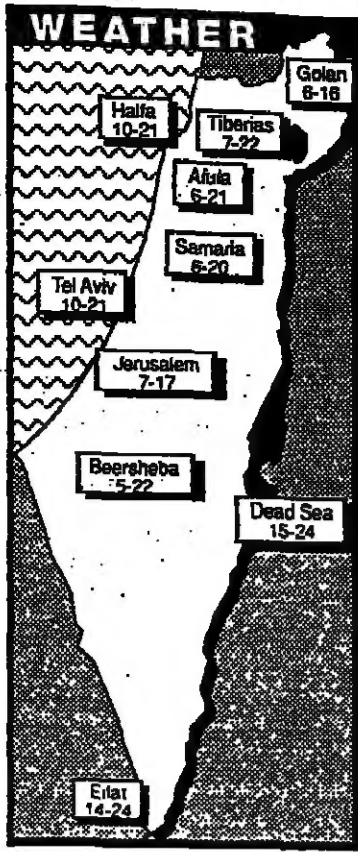 WEATHER
Golan
6-16
Haifa
10-21
Tiberias
7-22
Afula
6-21
Samaria
6-20
Tel Aviv
10-21
Jerusalem
7-17
Beersheba
5-22
Dead Sea
15-24
Eilat
14-24